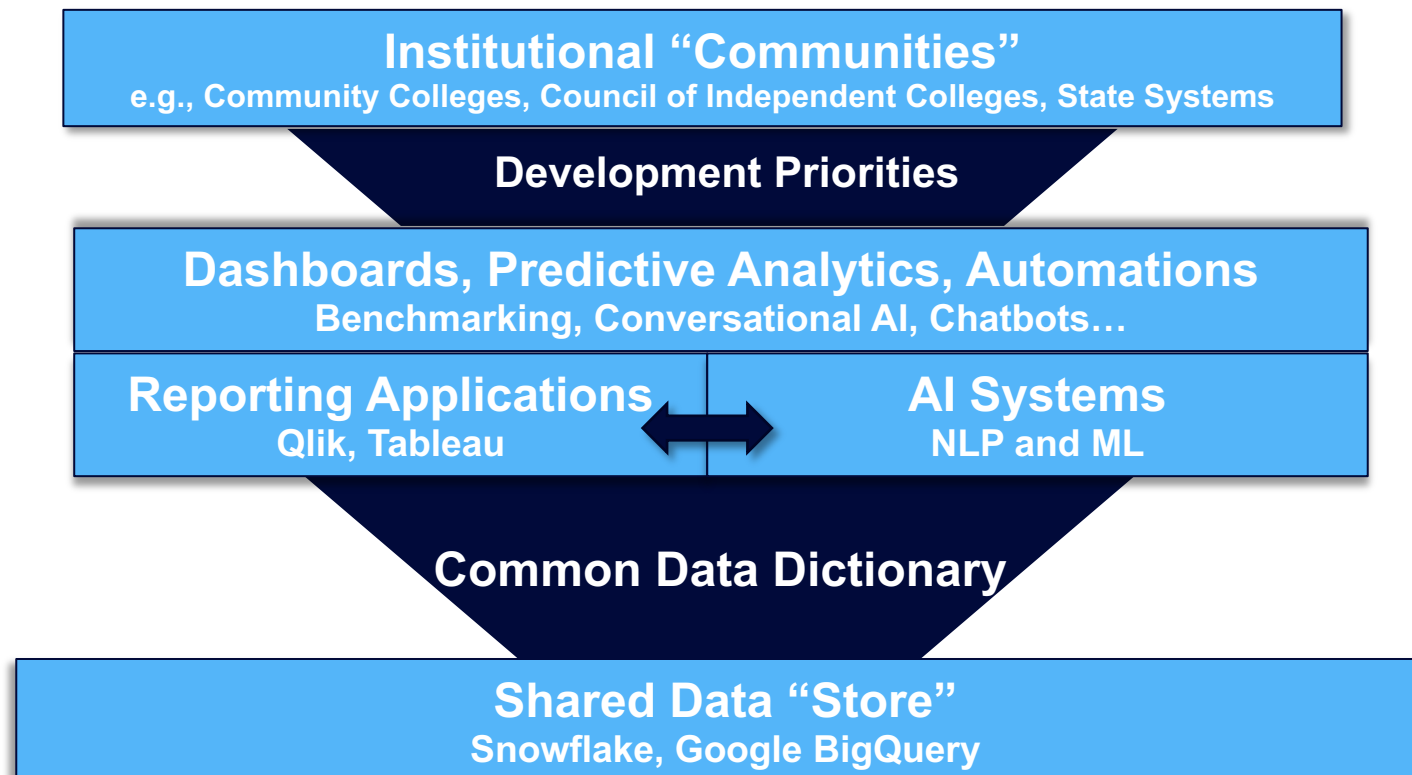 Institutional “Communities”
e.g., Community Colleges, Council of Independent Colleges, State Systems
Development Priorities
Dashboards, Predictive Analytics, Automations
Benchmarking, Conversational AI, Chatbots…
Reporting Applications
Qlik, Tableau
AI Systems
NLP and ML
Common Data Dictionary
Shared Data “Store”
Snowflake, Google BigQuery